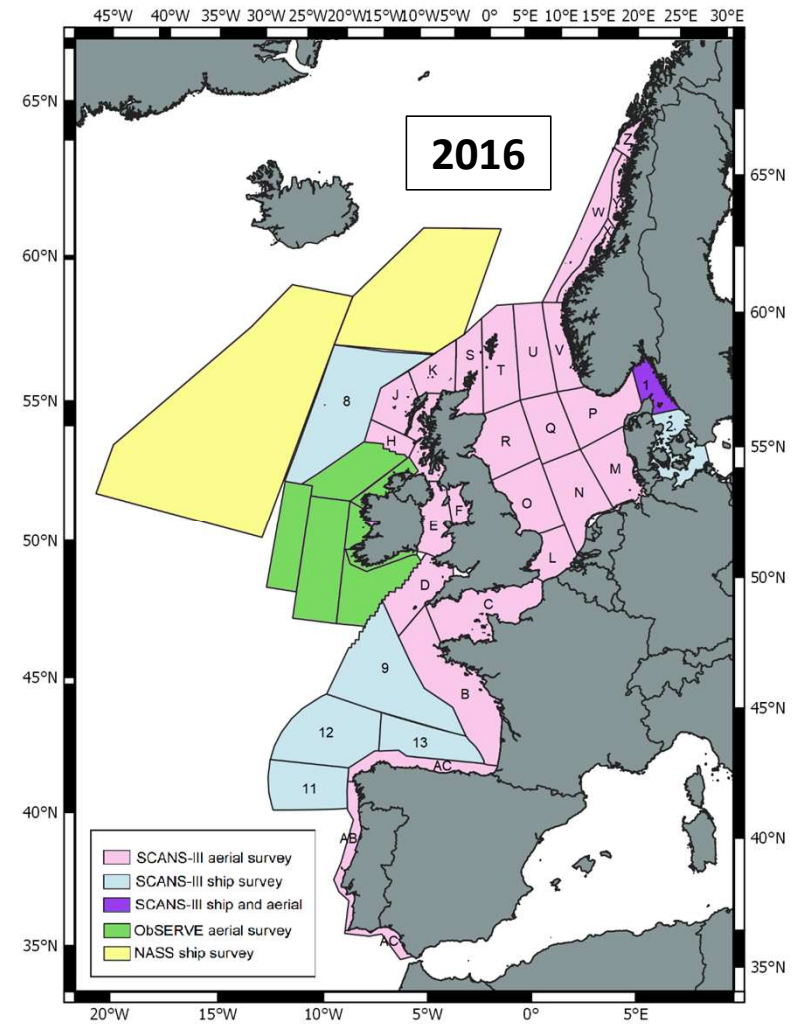 45°W 40°W 35°W 30°W 25°W 20°W 15°W 10°W 5°W 0° 5°E 10°E 15°E 20°E 25°E 30°E
65°N
2016
Z
65°N
Y
W
X
60°N
60°N
S
U
V
K
T
1
55°N
8
J
P
2
Q
H
R
55°N
M
N
O
F
E
50°N
L
D
50°N
C
9
45°N
B
45°N
12
13
AC
11
40°N
AB
40°N
SCANS-III aerial survey
SCANS-III ship survey
SCANS-III ship and aerial
ObSERVE aerial survey
NASS ship survey
AC
35°N
35°N
20°W 15°W 10°W 5°W 0° 5°E